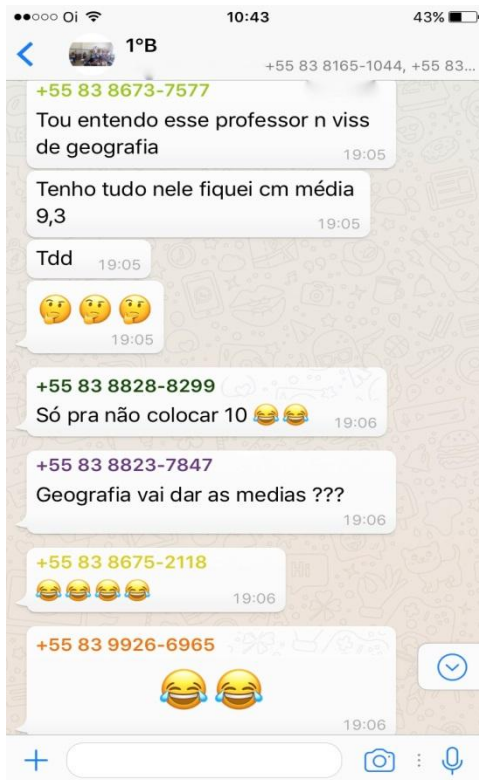 Oi 10:43 43%
1°B
+55 83 8165-1044, +55 83...
+55 83 8673-7577
Tou entendo esse professor n viss
de geografia
19:05
Tenho tudo nele fiquei cm média
9,3
19:05
Tdd 19:05
🤔🤔🤔
19:05
+55 83 8828-8299
Só pra não colocar 10 😂😂 19:06
+55 83 8823-7847
Geografia vai dar as medias ???
19:06
+55 83 8675-2118
😂😂😂😂 19:06
+55 83 9926-6965
😂😂
19:06